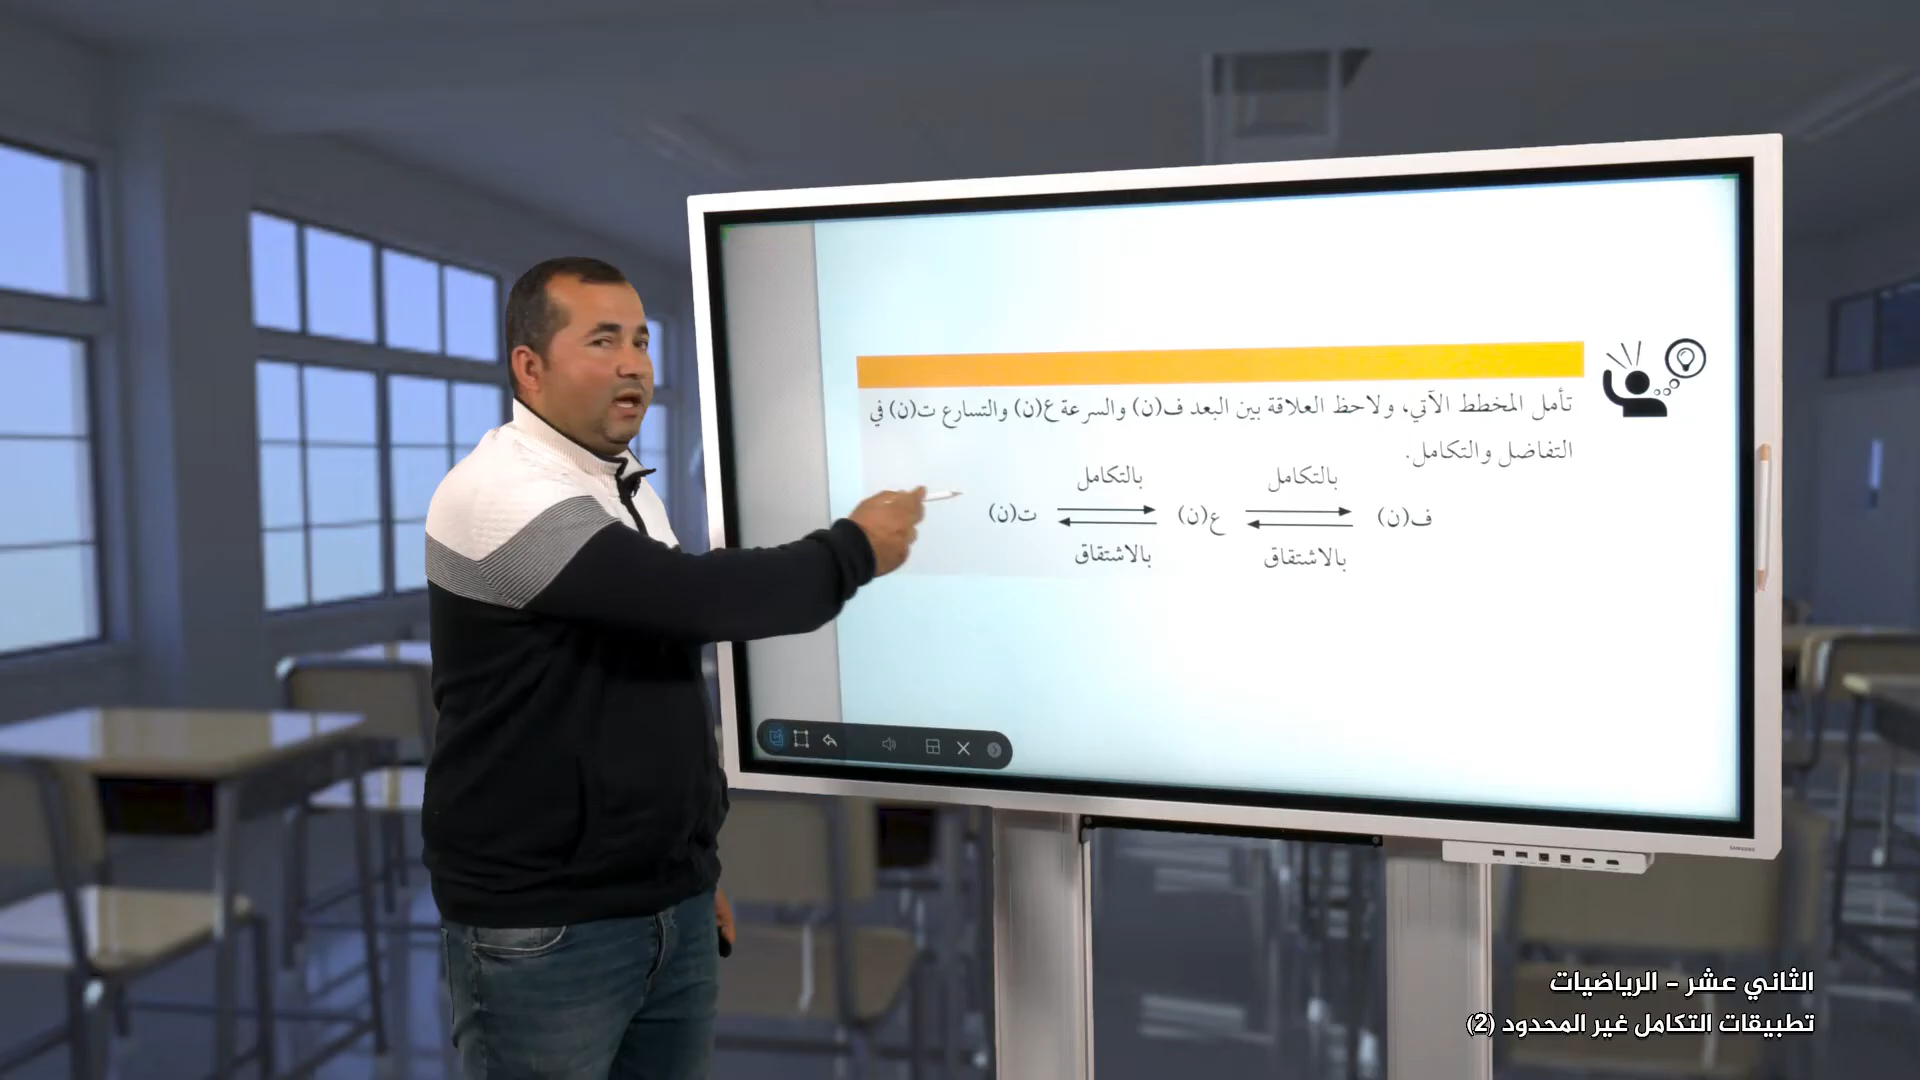 تأمل المخطط الآتي، ولاحظ العلاقة بين البعد ف(ن) والسرعة ع(ن) والتسارع ت(ن) في
التفاضل والتكامل.
بالتكامل بالتكامل
ف(ن) ع(ن) ت(ن)
بالاشتقاق بالاشتقاق
SAMSUNG
الثاني عشر - الرياضيات
تطبيقات التكامل غير المحدود (2)